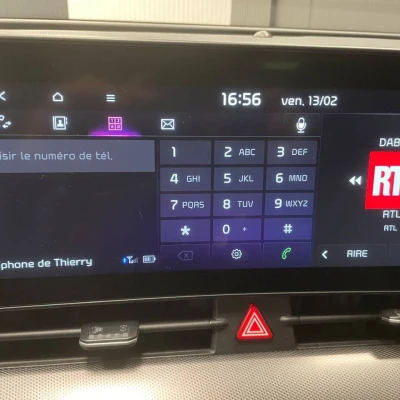 16:56 ven. 13/02
isir le numéro de tél.
1 2 ABC 3 DEF
4 GHI 5 JKL 6 MNO
7 PQRS 8 TUV 9 WXYZ
* 0 + #
phone de Thierry
DAB
RT
RTL
RTL
RIRE